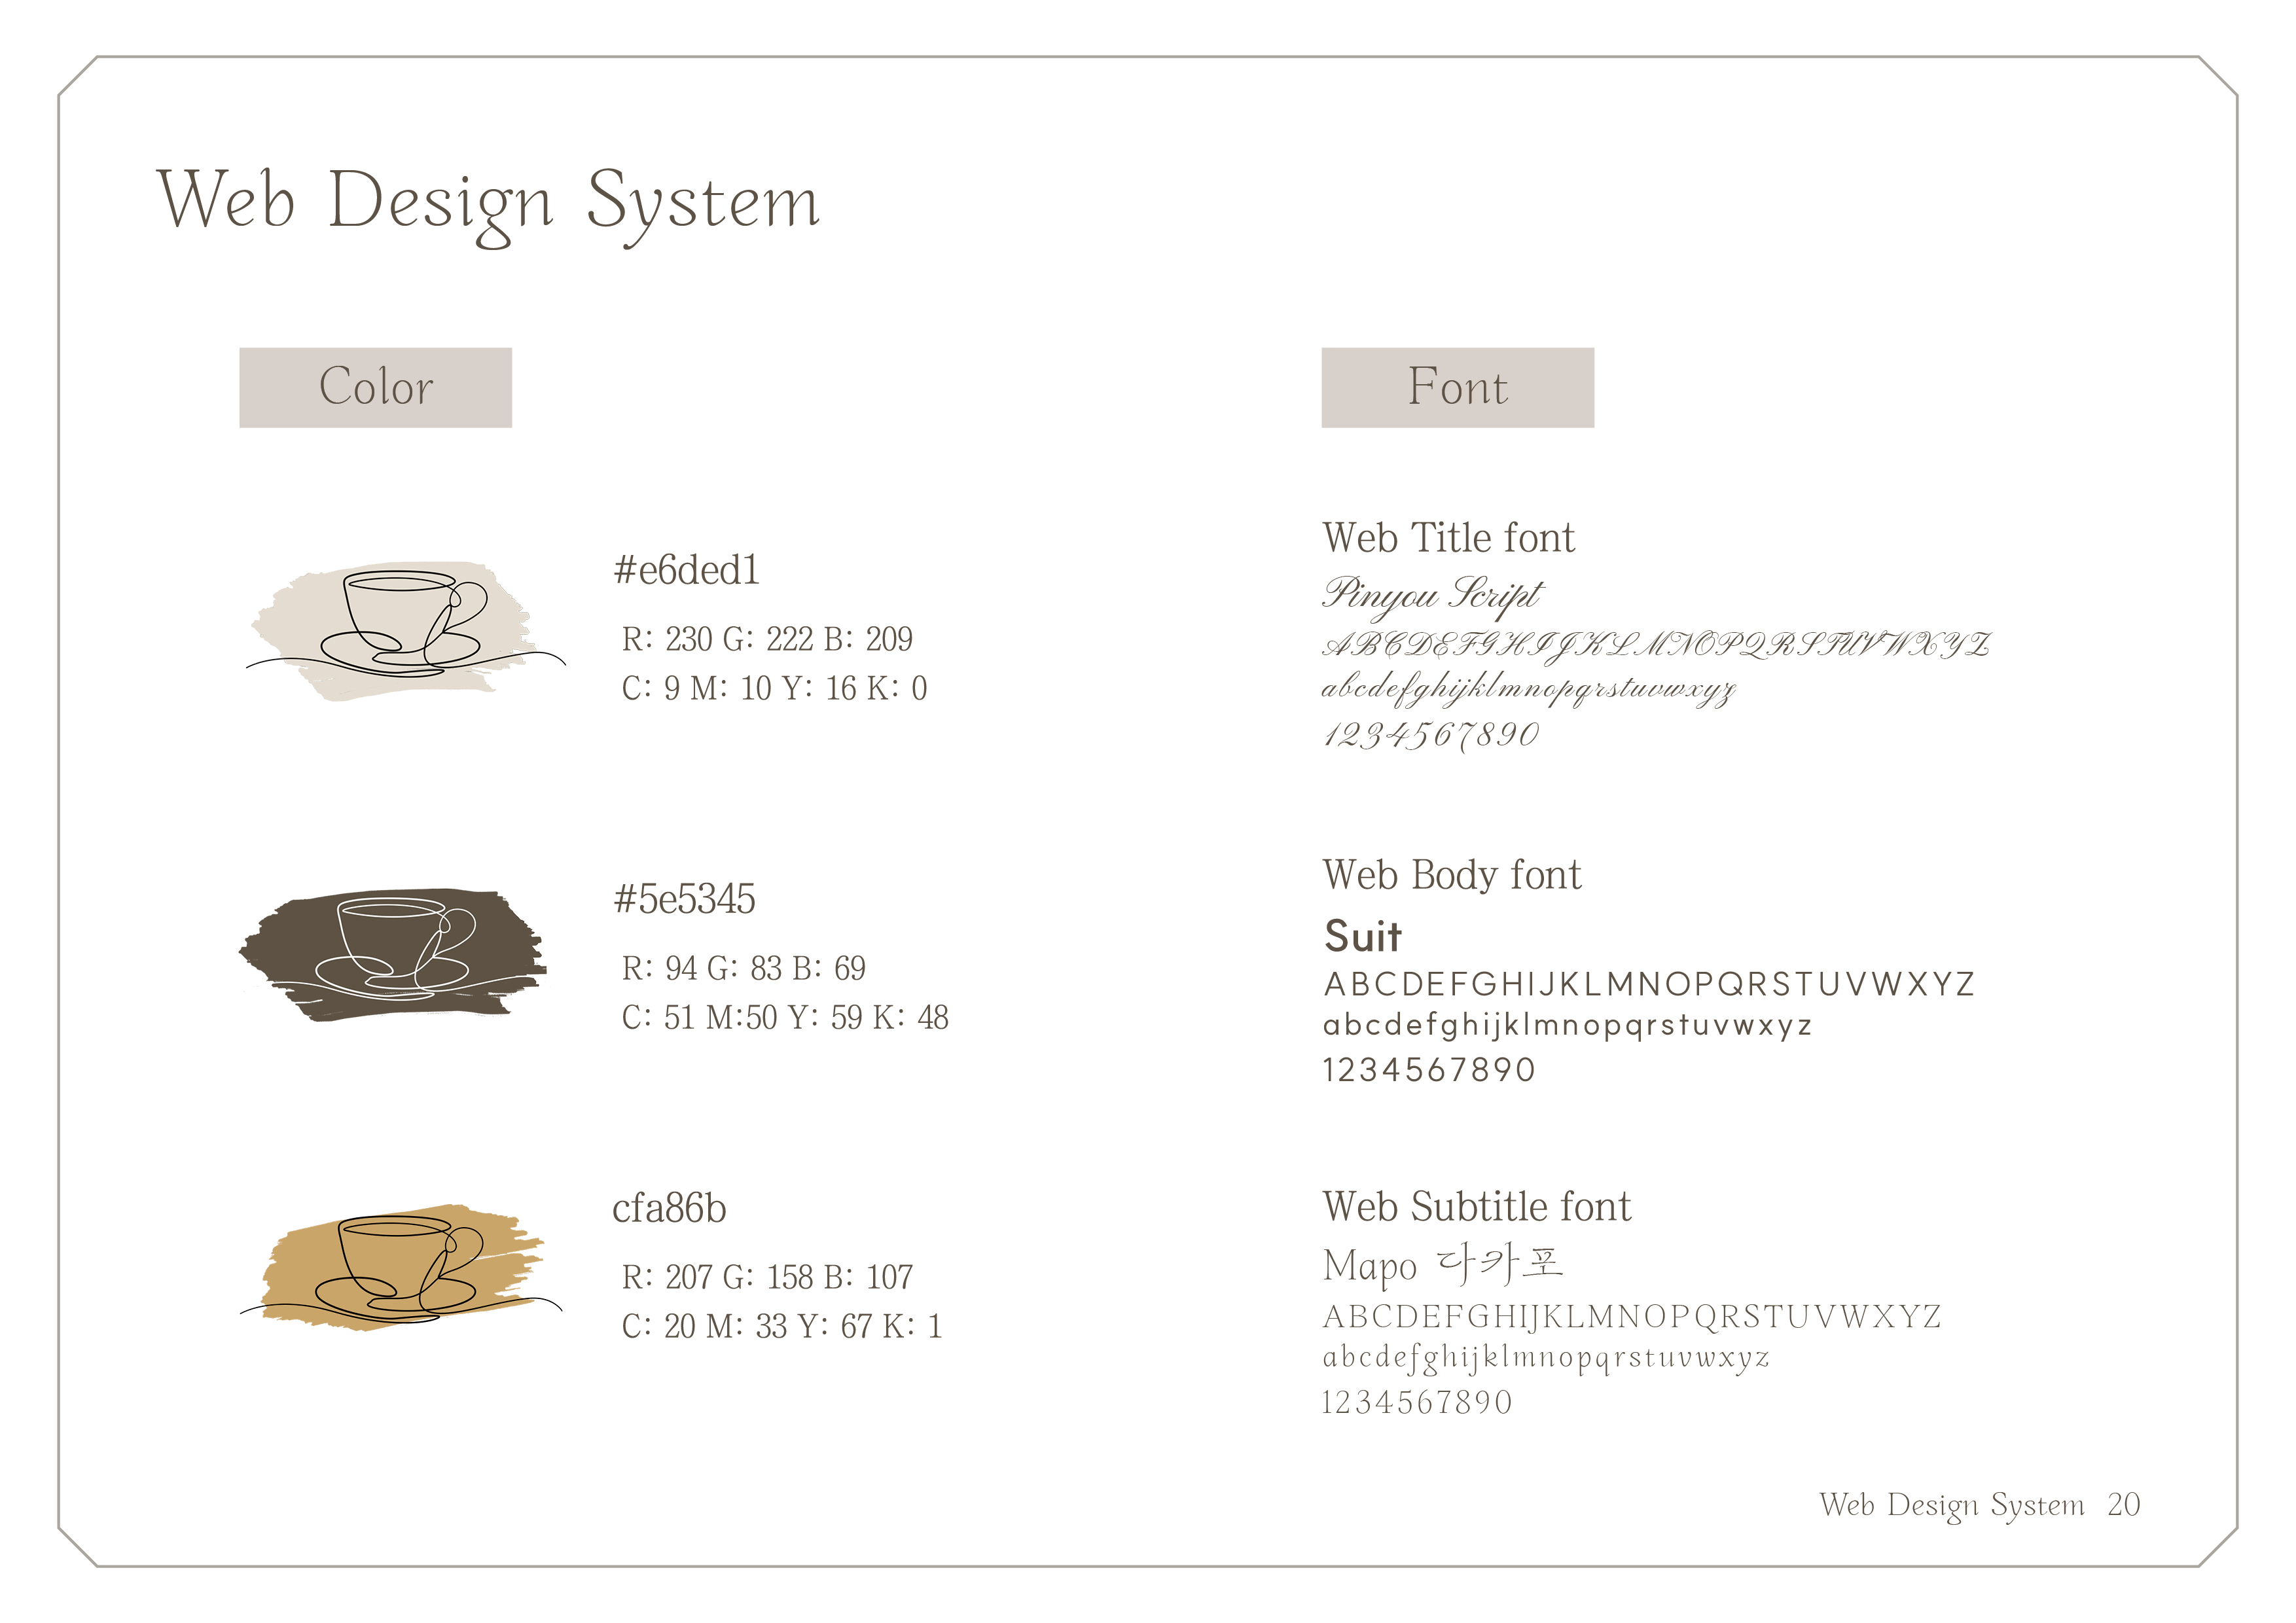 Web Design System
Color
#e6ded1
R: 230 G: 222 B: 209
C: 9 M: 10 Y: 16 K: 0
#5e5345
R: 94 G: 83 B: 69
C: 51 M:50 Y: 59 K: 48
cfa86b
R: 207 G: 158 B: 107
C: 20 M: 33 Y: 67 K: 1
Font
Web Title font
Pinyou Script
ABCDEFGHIJKLMNOPQRSTUVWXYZ
abcdefghijklmnopqrstuvwxyz
1234567890
Web Body font
Suit
ABCDEFGHIJKLMNOPQRSTUVWXYZ
abcdefghijklmnopqrstuvwxyz
1234567890
Web Subtitle font
Mapo 다카포
ABCDEFGHIJKLMNOPQRSTUVWXYZ
abcdefghijklmnopqrstuvwxyz
1234567890
Web Design System 20